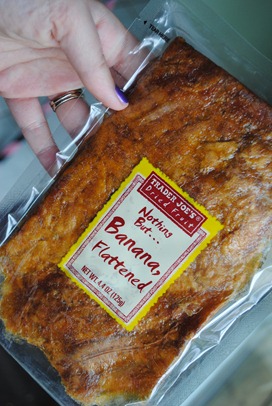 TRADER JOE'S®
Dried Fruit
Nothing
But...
Banana,
Flattened
NET WT. 4.4 OZ (125g)